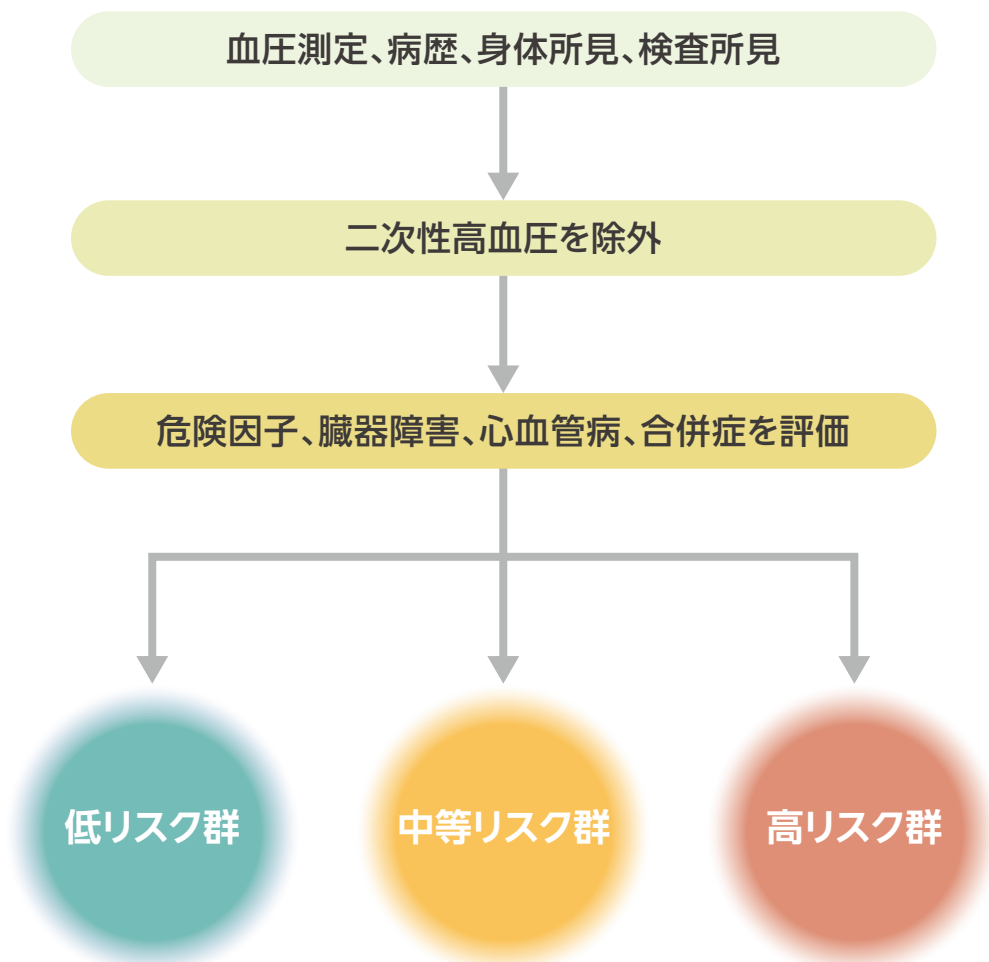 血圧測定、病歴、身体所見、検査所見
二次性高血圧を除外
危険因子、臓器障害、心血管病、合併症を評価
低リスク群
中等リスク群
高リスク群